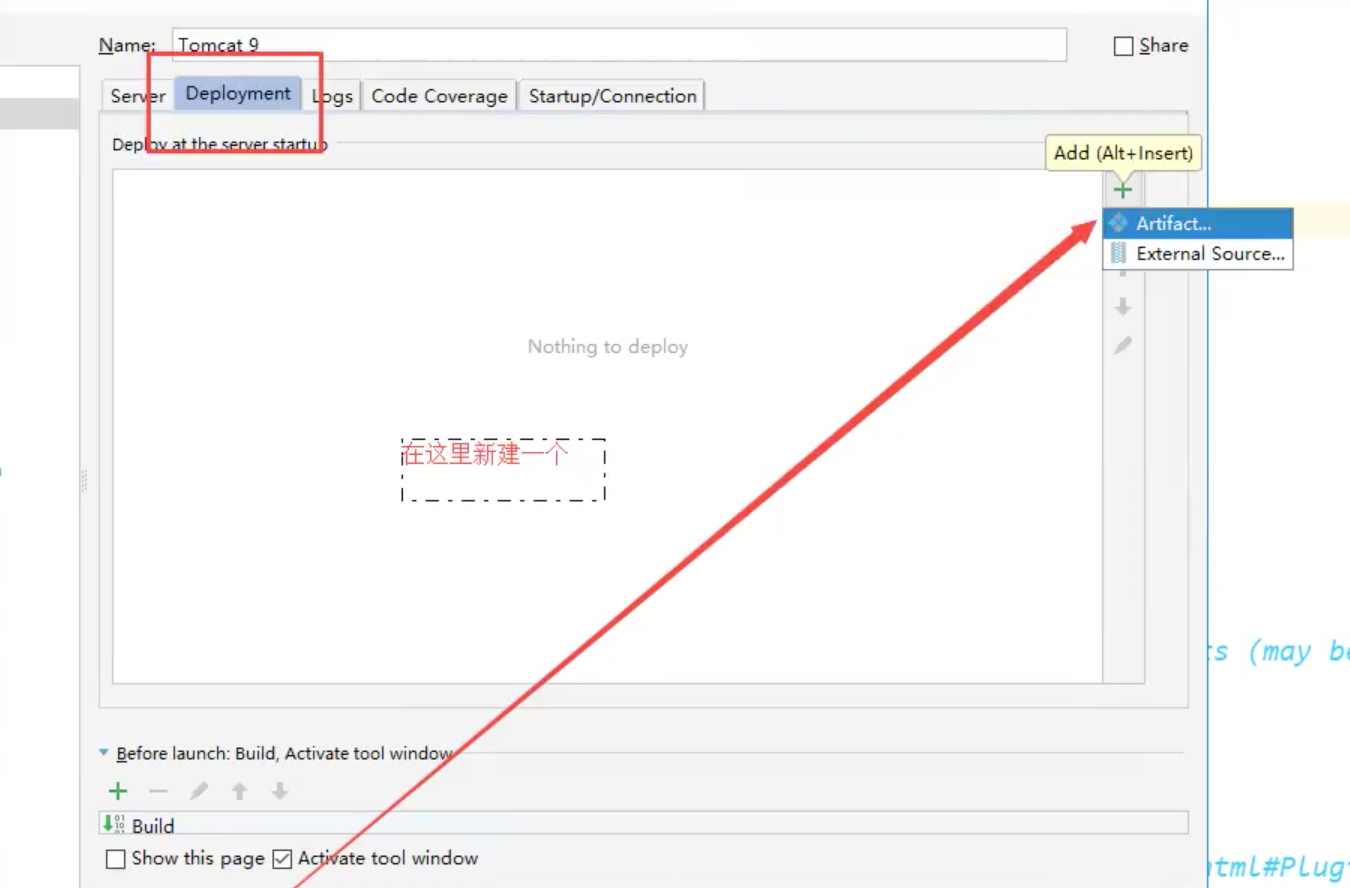 Name: Tomcat 9 Share
Server Deployment Logs Code Coverage Startup/Connection
Deploy at the server startup
Add (Alt+Insert)
Artifact...
External Source...
Nothing to deploy
在这里新建一个
(may be
Before launch: Build, Activate tool window
Build
Show this page Activate tool window
html#Plug